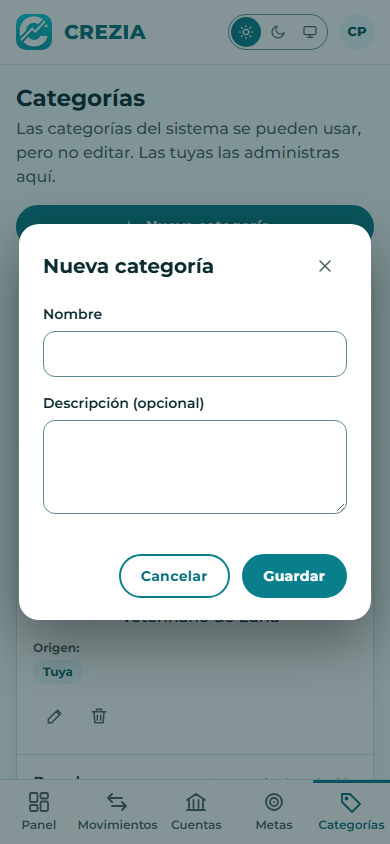 CREZIA
CP
Categorías
Las categorías del sistema se pueden usar,
pero no editar. Las tuyas las administras
aquí.
Nueva categoría
Nombre
Descripción (opcional)
Cancelar
Guardar
Origen:
Tuya
Panel
Movimientos
Cuentas
Metas
Categorías